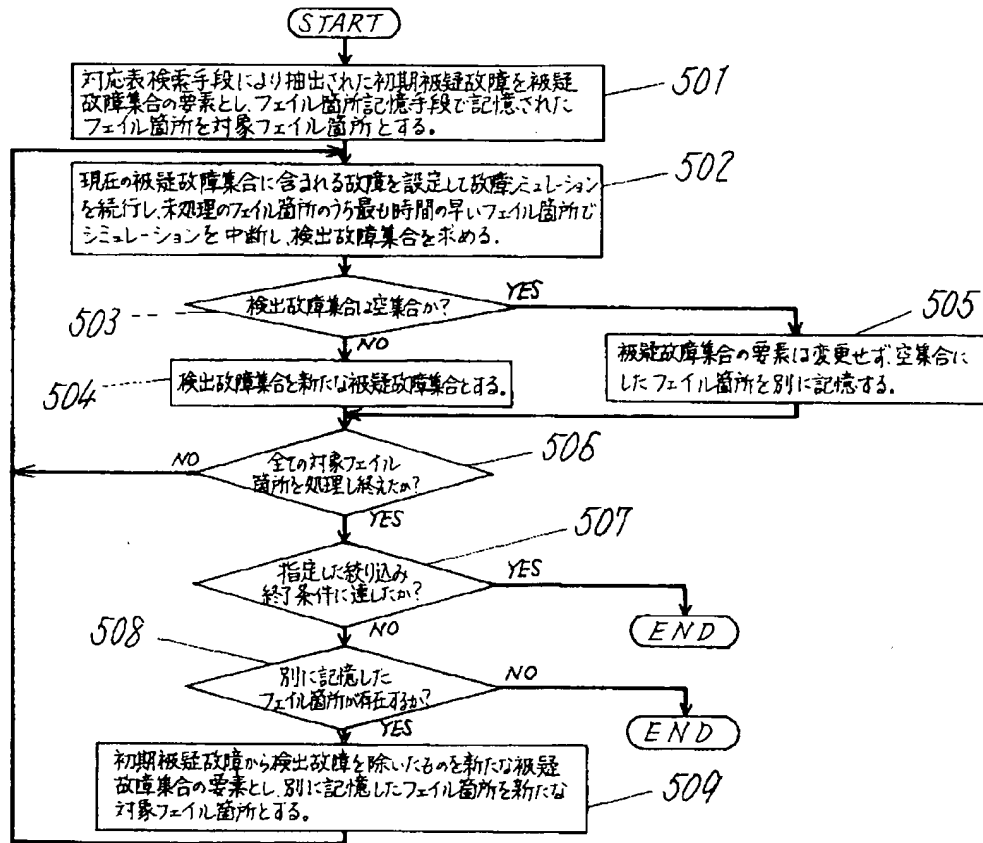 START
対応表検索手段により抽出された初期被疑故障を被疑
故障集合の要素とし、フェイル箇所記憶手段で記憶された
フェイル箇所を対象フェイル箇所とする。
501
現在の被疑故障集合に含まれる故障を設定して故障シミュレーション
を続行し、未処理のフェイル箇所のうち最も時間の早いフェイル箇所で
シミュレーションを中断し、検出故障集合を求める.
502
検出故障集合は空集合か?
503
YES
NO
505
被疑故障集合の要素は変更せず、空集合に
したフェイル箇所を別に記憶する。
検出故障集合を新たな被疑故障集合とする。
504
全ての対象フェイル
箇所を処理し終えたか?
506
NO
YES
507
指定した絞り込み
終了条件に達したか?
YES
END
NO
508
別に記憶した
フェイル箇所が存在するか?
NO
END
YES
初期被疑故障から検出故障を除いたものを新たな被疑
故障集合の要素とし、別に記憶したフェイル箇所を新たな
対象フェイル箇所とする。
509